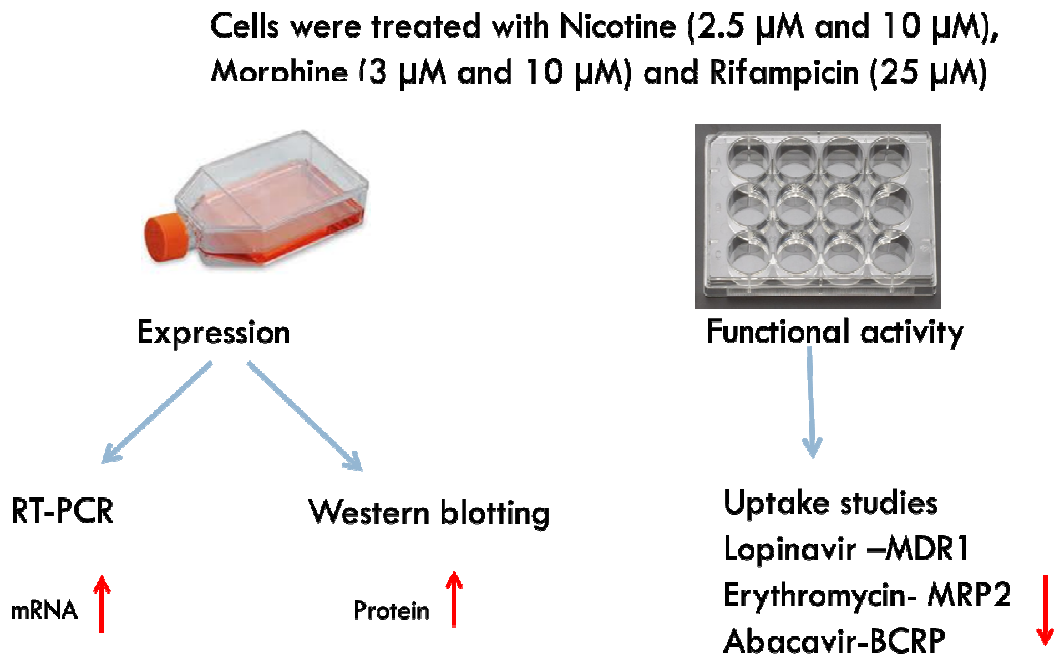 Cells were treated with Nicotine (2.5 μM and 10 μM),
Morphine (3 μM and 10 μM) and Rifampicin (25 μM)
Expression
Functional activity
RT-PCR
Western blotting
mRNA
Protein
Uptake studies
Lopinavir –MDR1
Erythromycin- MRP2
Abacavir-BCRP